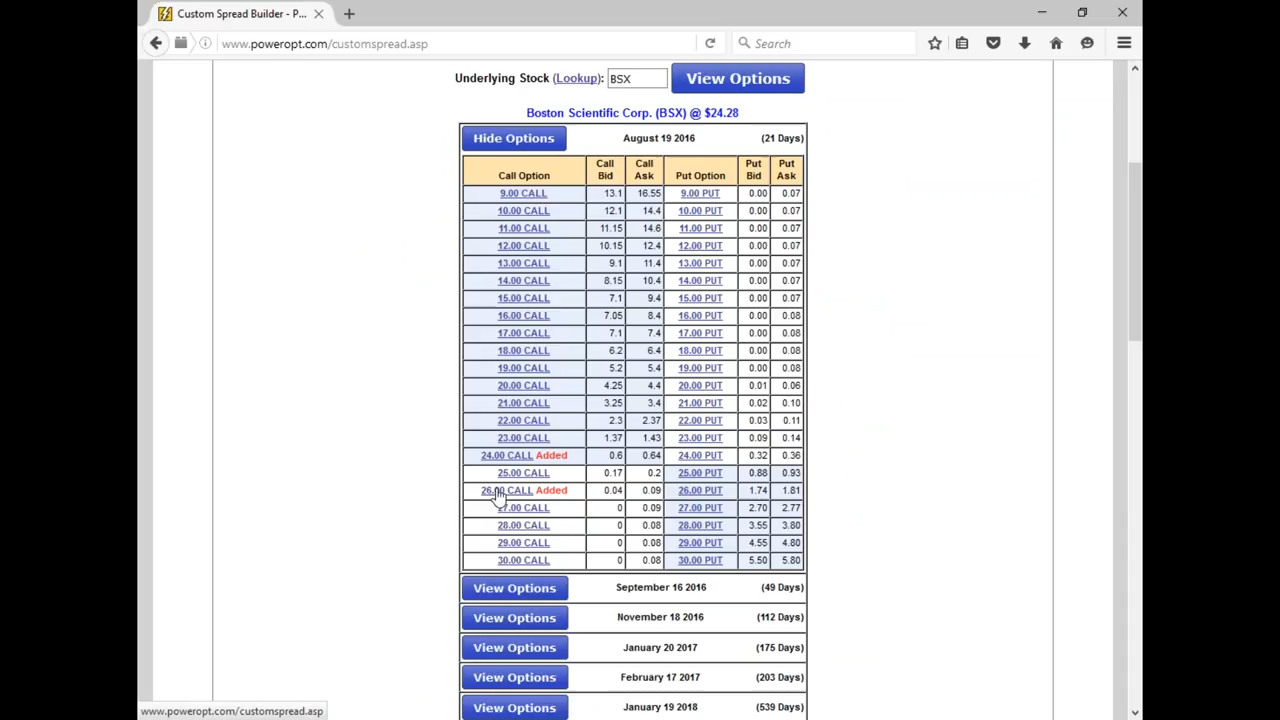 Custom Spread Builder - P...
www.poweropt.com/customspread.asp
Search
Underlying Stock (Lookup): BSX View Options
Boston Scientific Corp. (BSX) @ $24.28
Hide Options August 19 2016 (21 Days)
Call Option Call Bid Call Ask Put Option Put Bid Put Ask
9.00 CALL 13.1 16.55 9.00 PUT 0.00 0.07
10.00 CALL 12.1 14.4 10.00 PUT 0.00 0.07
11.00 CALL 11.15 14.6 11.00 PUT 0.00 0.07
12.00 CALL 10.15 12.4 12.00 PUT 0.00 0.07
13.00 CALL 9.1 11.4 13.00 PUT 0.00 0.07
14.00 CALL 8.15 10.4 14.00 PUT 0.00 0.07
15.00 CALL 7.1 9.4 15.00 PUT 0.00 0.07
16.00 CALL 7.05 8.4 16.00 PUT 0.00 0.08
17.00 CALL 7.1 7.4 17.00 PUT 0.00 0.08
18.00 CALL 6.2 6.4 18.00 PUT 0.00 0.08
19.00 CALL 5.2 5.4 19.00 PUT 0.00 0.08
20.00 CALL 4.25 4.4 20.00 PUT 0.01 0.06
21.00 CALL 3.25 3.4 21.00 PUT 0.02 0.10
22.00 CALL 2.3 2.37 22.00 PUT 0.03 0.11
23.00 CALL 1.37 1.43 23.00 PUT 0.09 0.14
24.00 CALL Added 0.6 0.64 24.00 PUT 0.32 0.36
25.00 CALL 0.17 0.2 25.00 PUT 0.88 0.93
26.00 CALL Added 0.04 0.09 26.00 PUT 1.74 1.81
27.00 CALL 0 0.09 27.00 PUT 2.70 2.77
28.00 CALL 0 0.08 28.00 PUT 3.55 3.80
29.00 CALL 0 0.08 29.00 PUT 4.55 4.80
30.00 CALL 0 0.08 30.00 PUT 5.50 5.80
View Options September 16 2016 (49 Days)
View Options November 18 2016 (112 Days)
View Options January 20 2017 (175 Days)
View Options February 17 2017 (203 Days)
View Options January 19 2018 (539 Days)
www.poweropt.com/customspread.asp